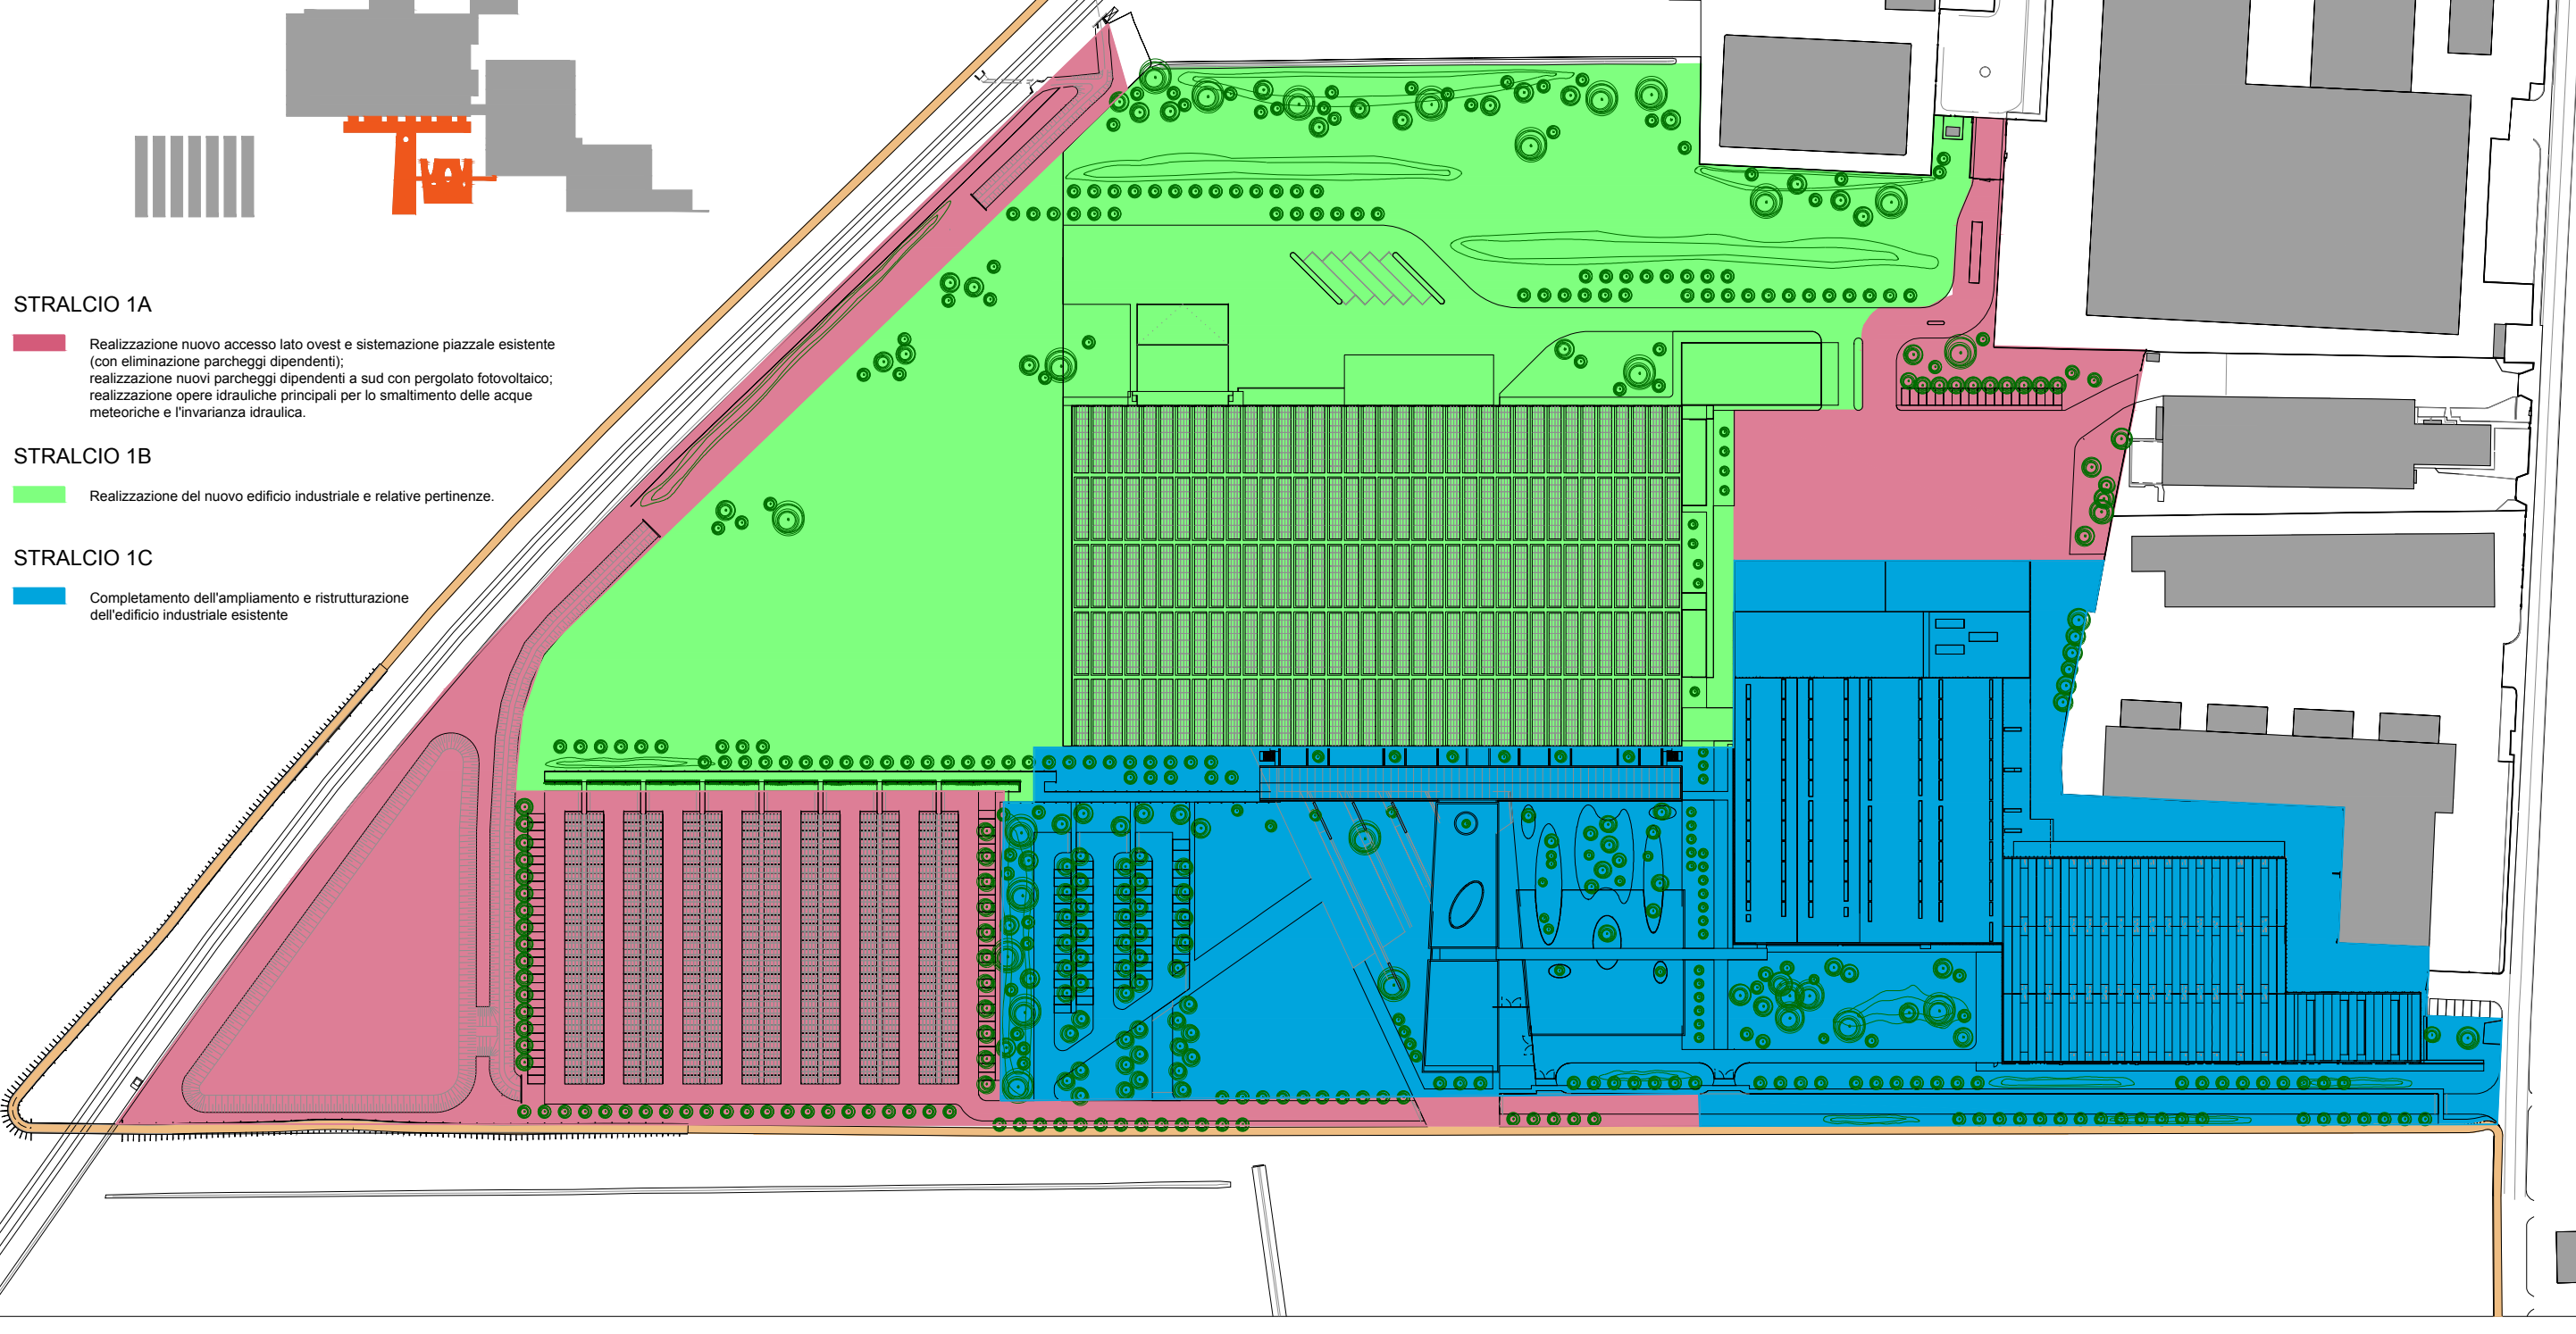 STRALCIO 1A
Realizzazione nuovo accesso lato ovest e sistemazione piazzale esistente
(con eliminazione parcheggi dipendenti);
realizzazione nuovi parcheggi dipendenti a sud con pergolato fotovoltaico;
realizzazione opere idrauliche principali per lo smaltimento delle acque
meteoriche e l'invarianza idraulica.
STRALCIO 1B
Realizzazione del nuovo edificio industriale e relative pertinenze.
STRALCIO 1C
Completamento dell'ampliamento e ristrutturazione
dell'edificio industriale esistente